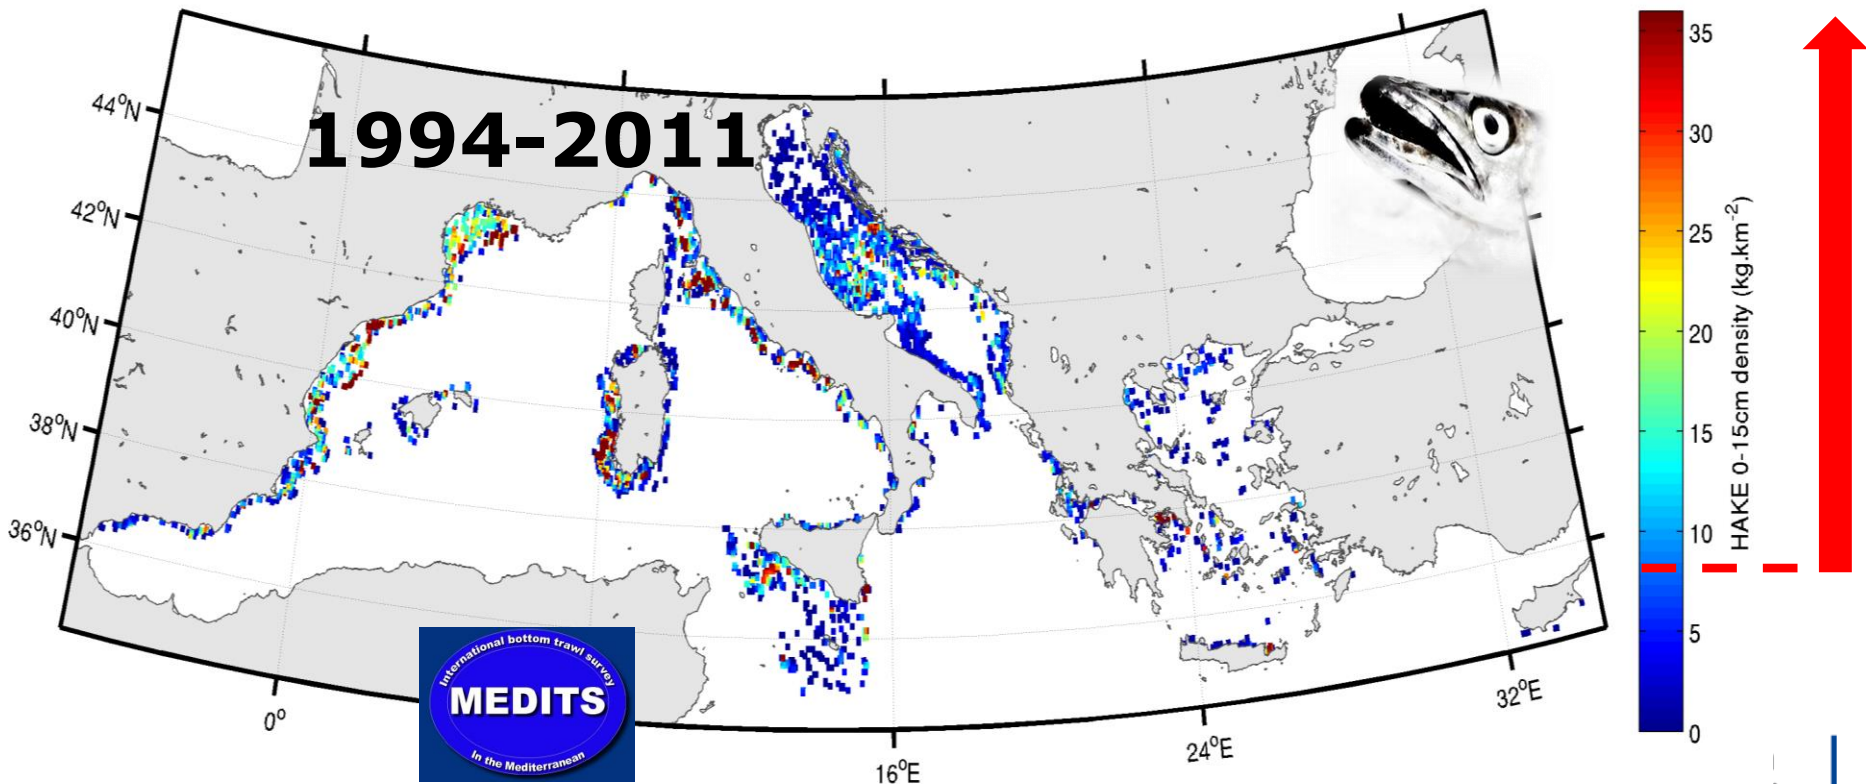 1994-2011
44°N
42°N
40°N
38°N
36°N
0°
16°E
24°E
32°E
International bottom trawl survey
MEDITS
In the Mediterranean
35
30
25
20
15
10
5
0
HAKE 0-15cm density (kg.km⁻²)